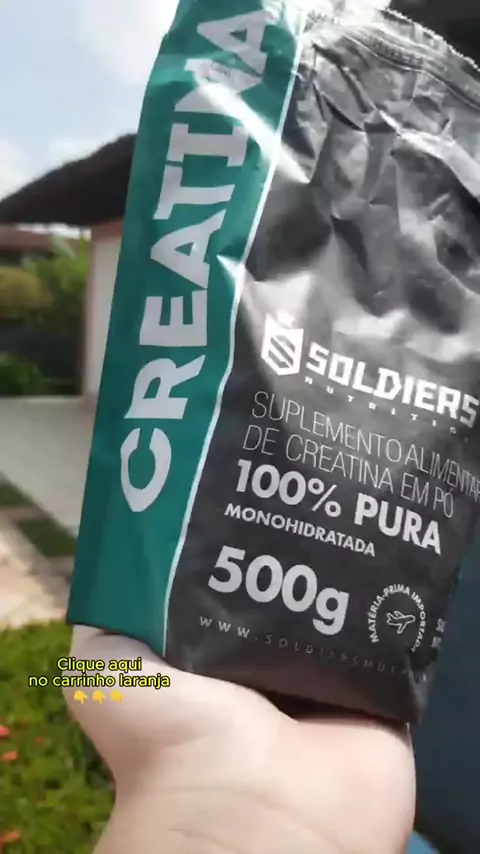 CREATINA
SOLDIERS
NUTRITION
SUPLEMENTO ALIMENTAR
DE CREATINA EM PÓ
100% PURA
MONOHIDRATADA
500g
MATÉRIA-PRIMA IMPORTADA
Clique aqui
no carrinho laranja
👇👇👇